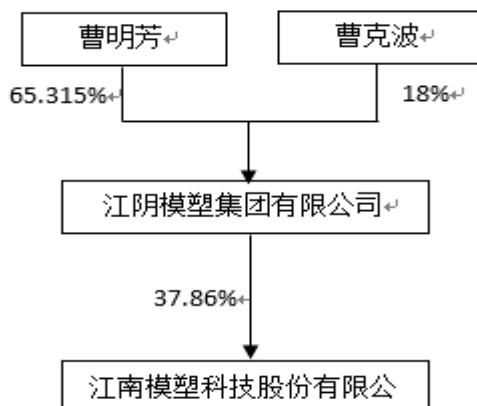 曹明芳
曹克波
65.315%
18%
江阴模塑集团有限公司
37.86%
江南模塑科技股份有限公